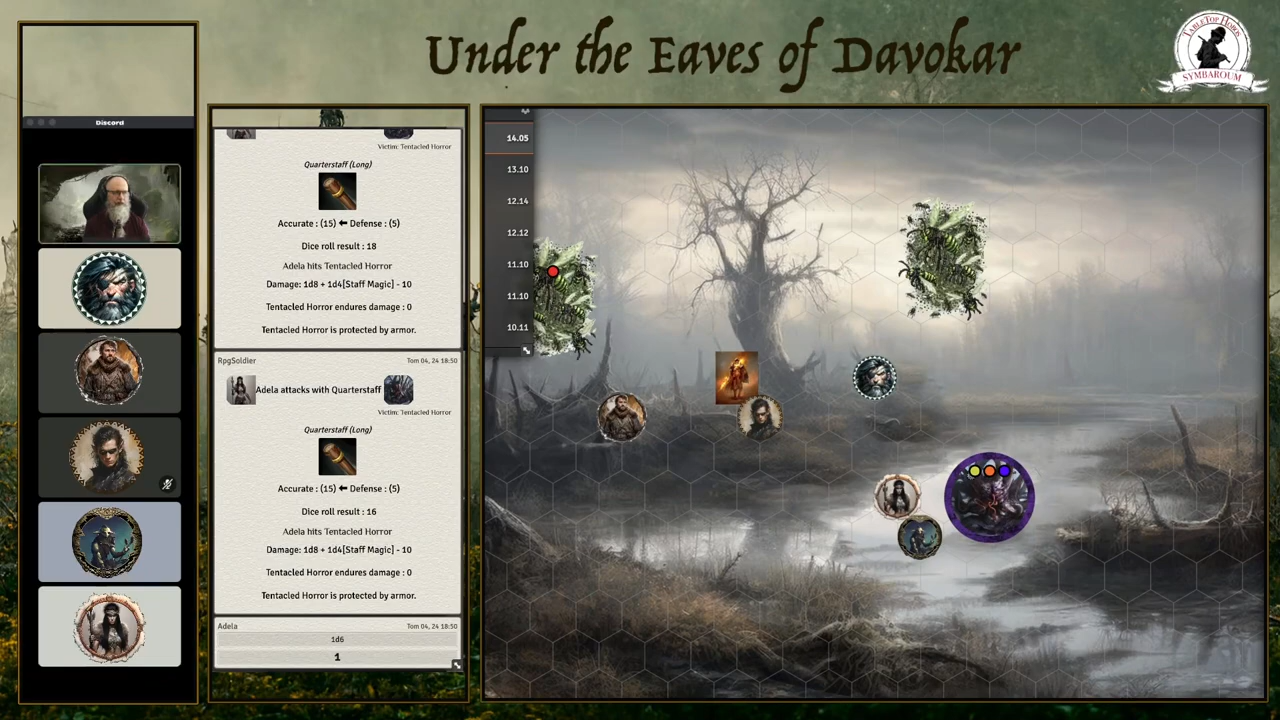 Under the Eaves of Davokar
TABLETOP HOBOS
SYMBAROUM
Discord
Victim: Tentacled Horror
Quarterstaff (Long)
Accurate : (15) ⬅ Defense : (5)
Dice roll result : 18
Adela hits Tentacled Horror
Damage: 1d8 + 1d4[Staff Magic] - 10
Tentacled Horror endures damage : 0
Tentacled Horror is protected by armor.
RpgSoldier Tom 04, 24 18:50
Adela attacks with Quarterstaff
Victim: Tentacled Horror
Quarterstaff (Long)
Accurate : (15) ⬅ Defense : (5)
Dice roll result : 16
Adela hits Tentacled Horror
Damage: 1d8 + 1d4[Staff Magic] - 10
Tentacled Horror endures damage : 0
Tentacled Horror is protected by armor.
Adela Tom 04, 24 18:50
1d6
1
14.05
13.10
12.14
12.12
11.10
11.10
10.11